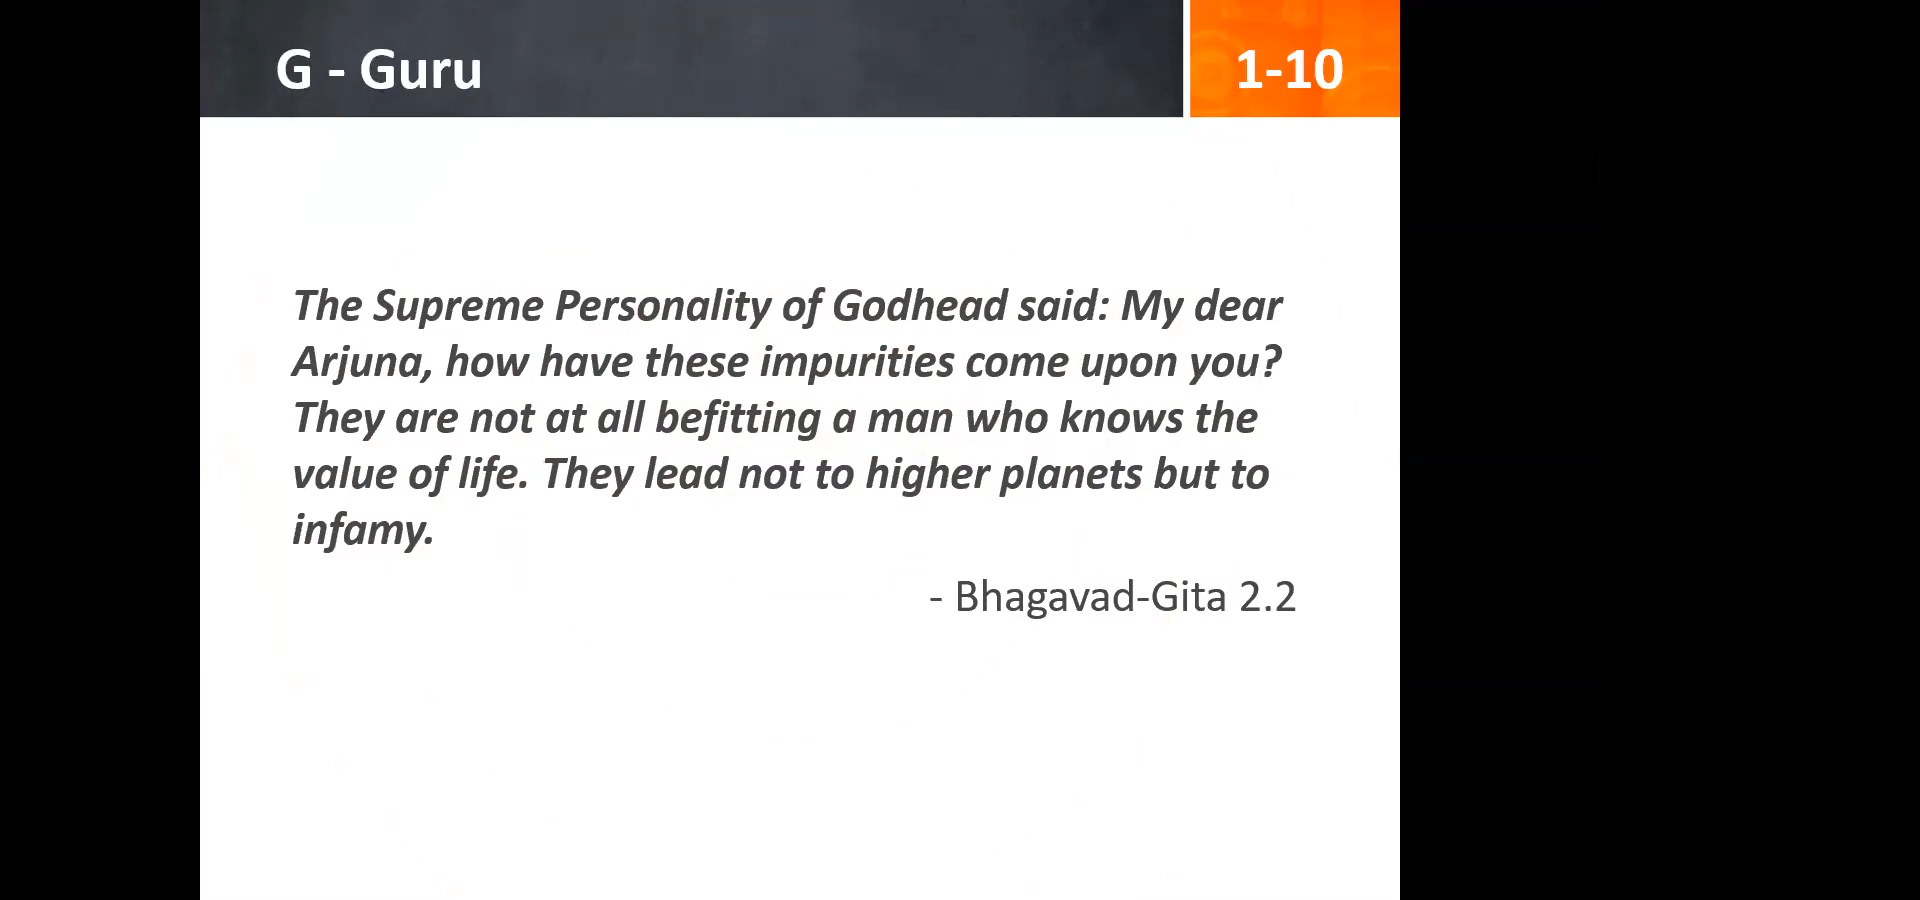 G - Guru
1-10
The Supreme Personality of Godhead said: My dear
Arjuna, how have these impurities come upon you?
They are not at all befitting a man who knows the
value of life. They lead not to higher planets but to
infamy.
- Bhagavad-Gita 2.2